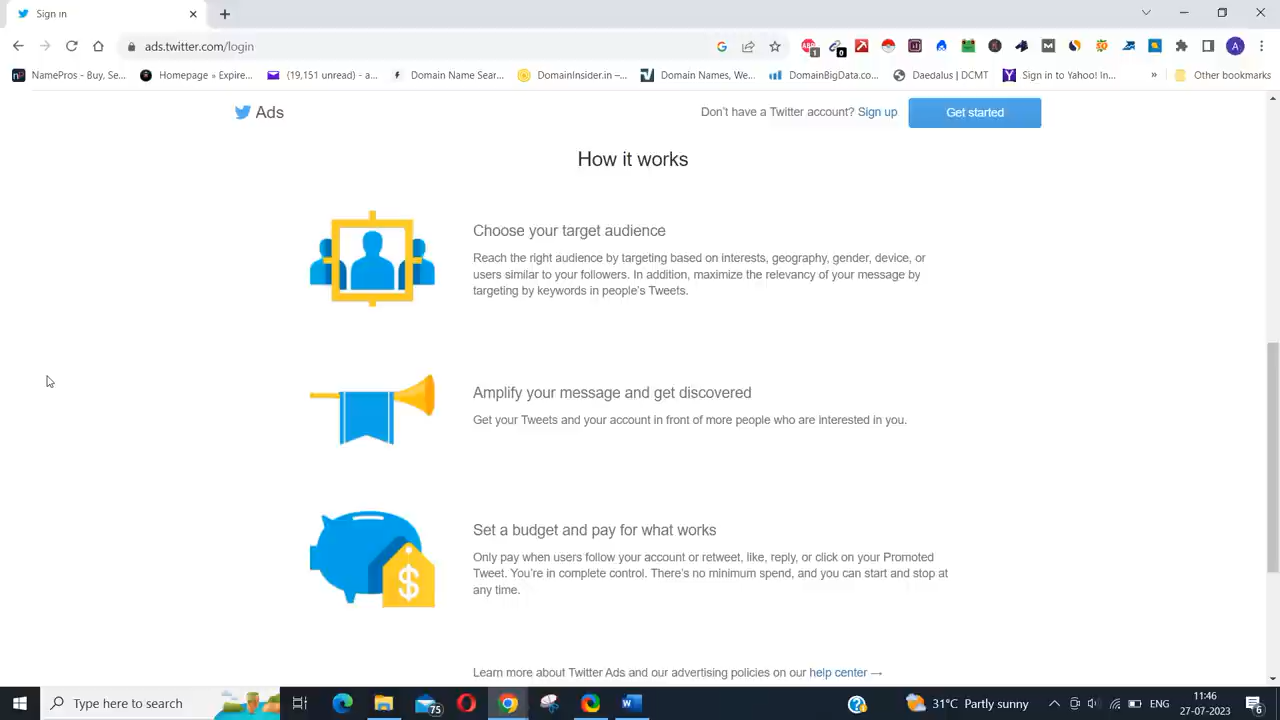 Sign in
ads.twitter.com/login
NamePros - Buy, Se...
Homepage » Expire...
(19,151 unread) - a...
Domain Name Sear...
DomainInsider.in –...
Domain Names, We...
DomainBigData.co...
Daedalus | DCMT
Sign in to Yahoo! In...
»
Other bookmarks
Ads
Don't have a Twitter account? Sign up
Get started
How it works
Choose your target audience
Reach the right audience by targeting based on interests, geography, gender, device, or
users similar to your followers. In addition, maximize the relevancy of your message by
targeting by keywords in people's Tweets.
Amplify your message and get discovered
Get your Tweets and your account in front of more people who are interested in you.
Set a budget and pay for what works
Only pay when users follow your account or retweet, like, reply, or click on your Promoted
Tweet. You're in complete control. There's no minimum spend, and you can start and stop at
any time.
Learn more about Twitter Ads and our advertising policies on our help center →
Type here to search
75
31°C Partly sunny
ENG
11:46
27-07-2023
6